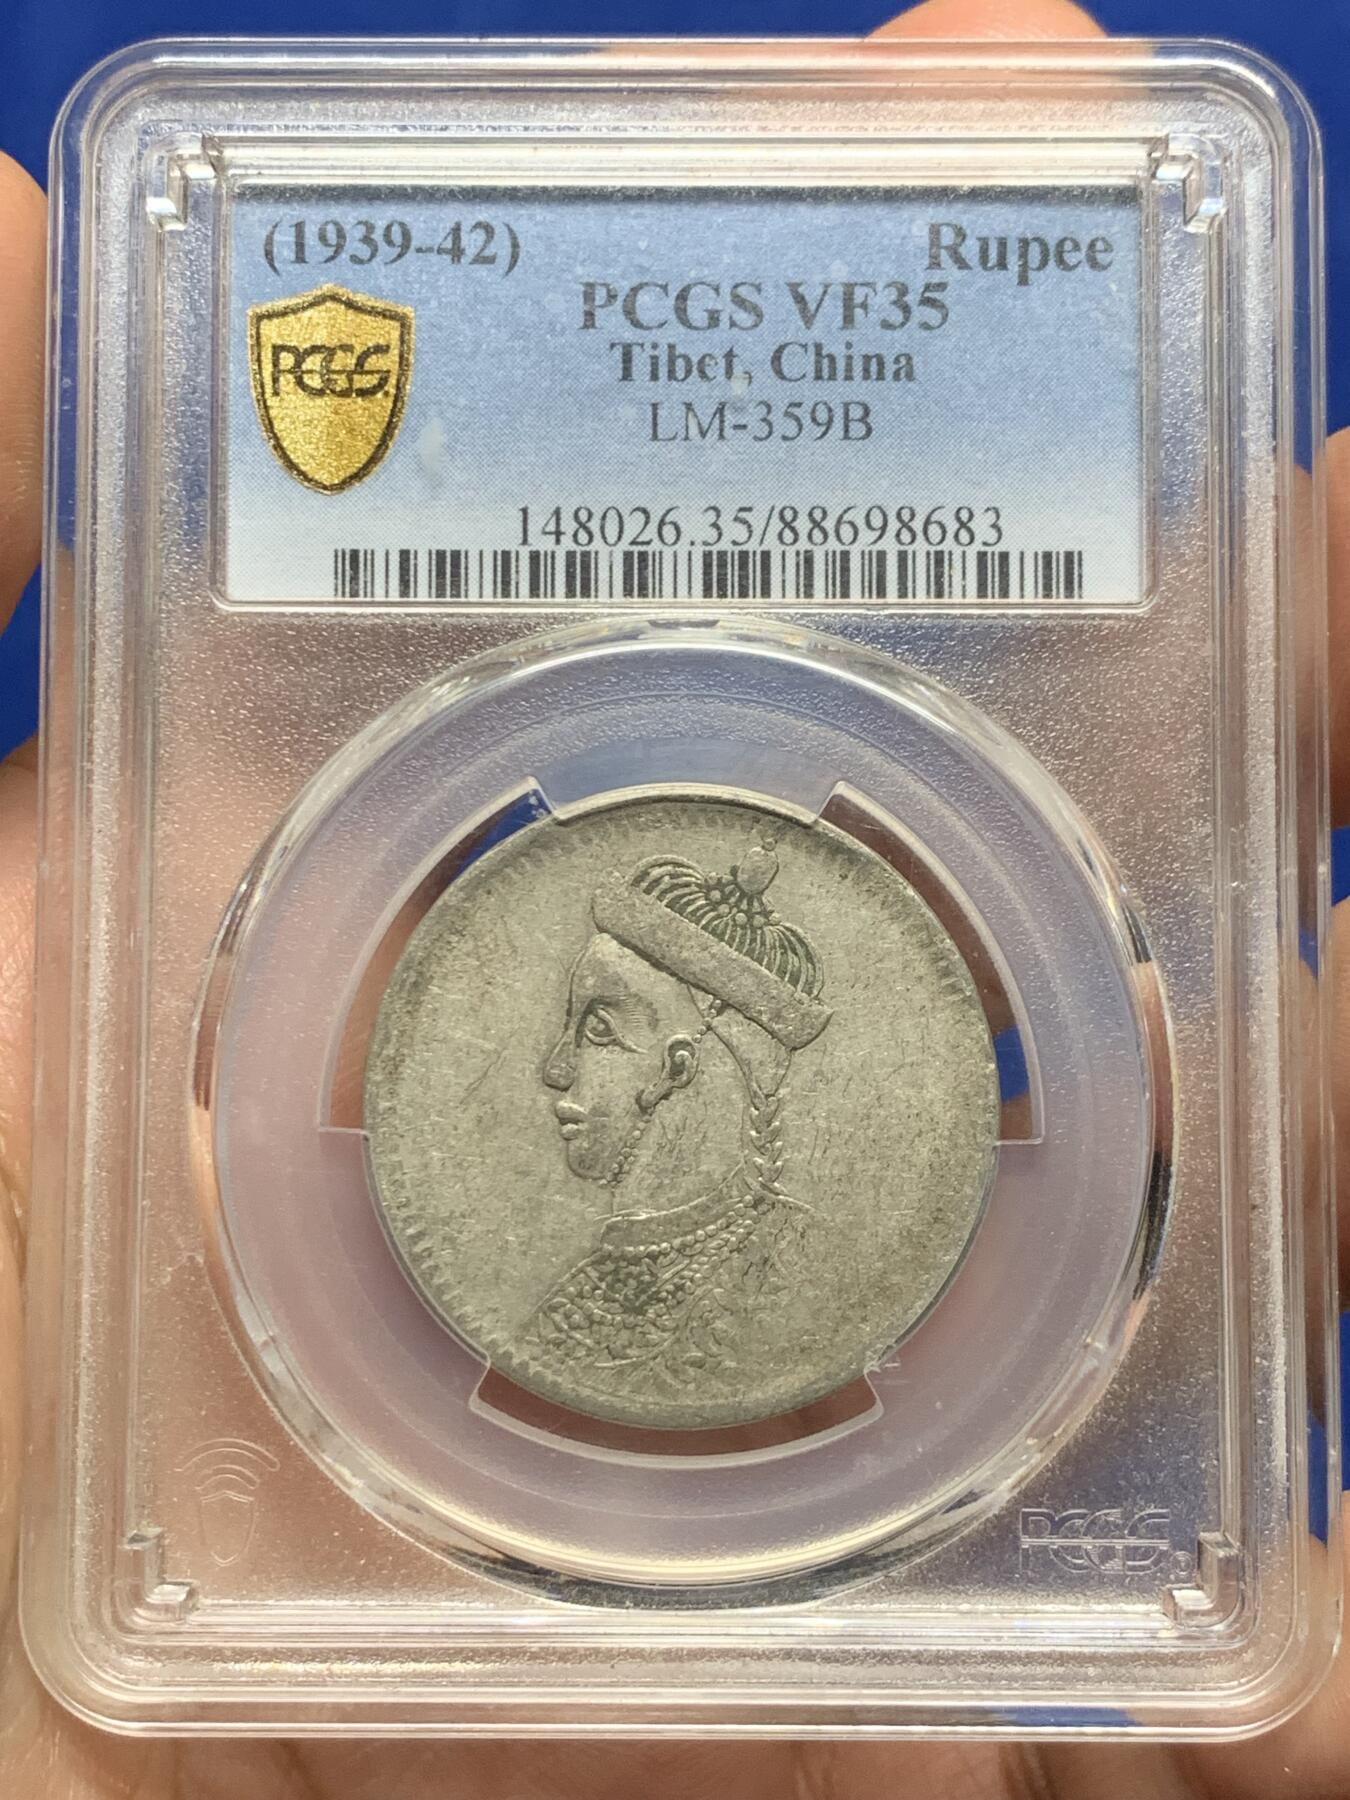 (1939-42) Rupee
PCGS VF35
PCGS
Tibet, China
LM-359B
148026.35/88698683
PCGS